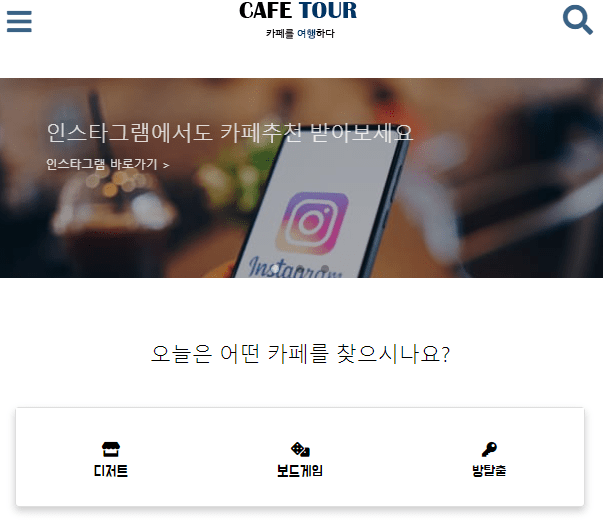 CAFE TOUR
카페를 여행하다
인스타그램에서도 카페추천 받아보세요
인스타그램 바로가기 >
Instagram
오늘은 어떤 카페를 찾으시나요?
디저트 보드게임 방탈출